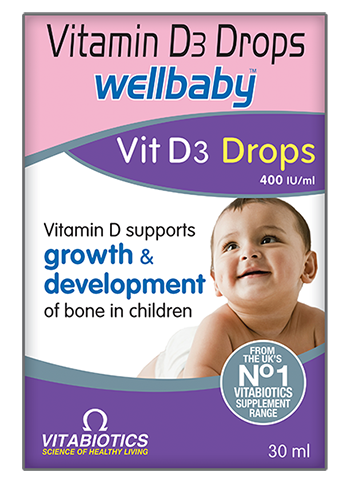 Vitamin D3 Drops
wellbaby™
Vit D3 Drops
400 IU/ml
Vitamin D supports
growth &
development
of bone in children
FROM
THE UK'S
Nº1
VITABIOTICS
SUPPLEMENT
RANGE
VITABIOTICS
SCIENCE OF HEALTHY LIVING
30 ml